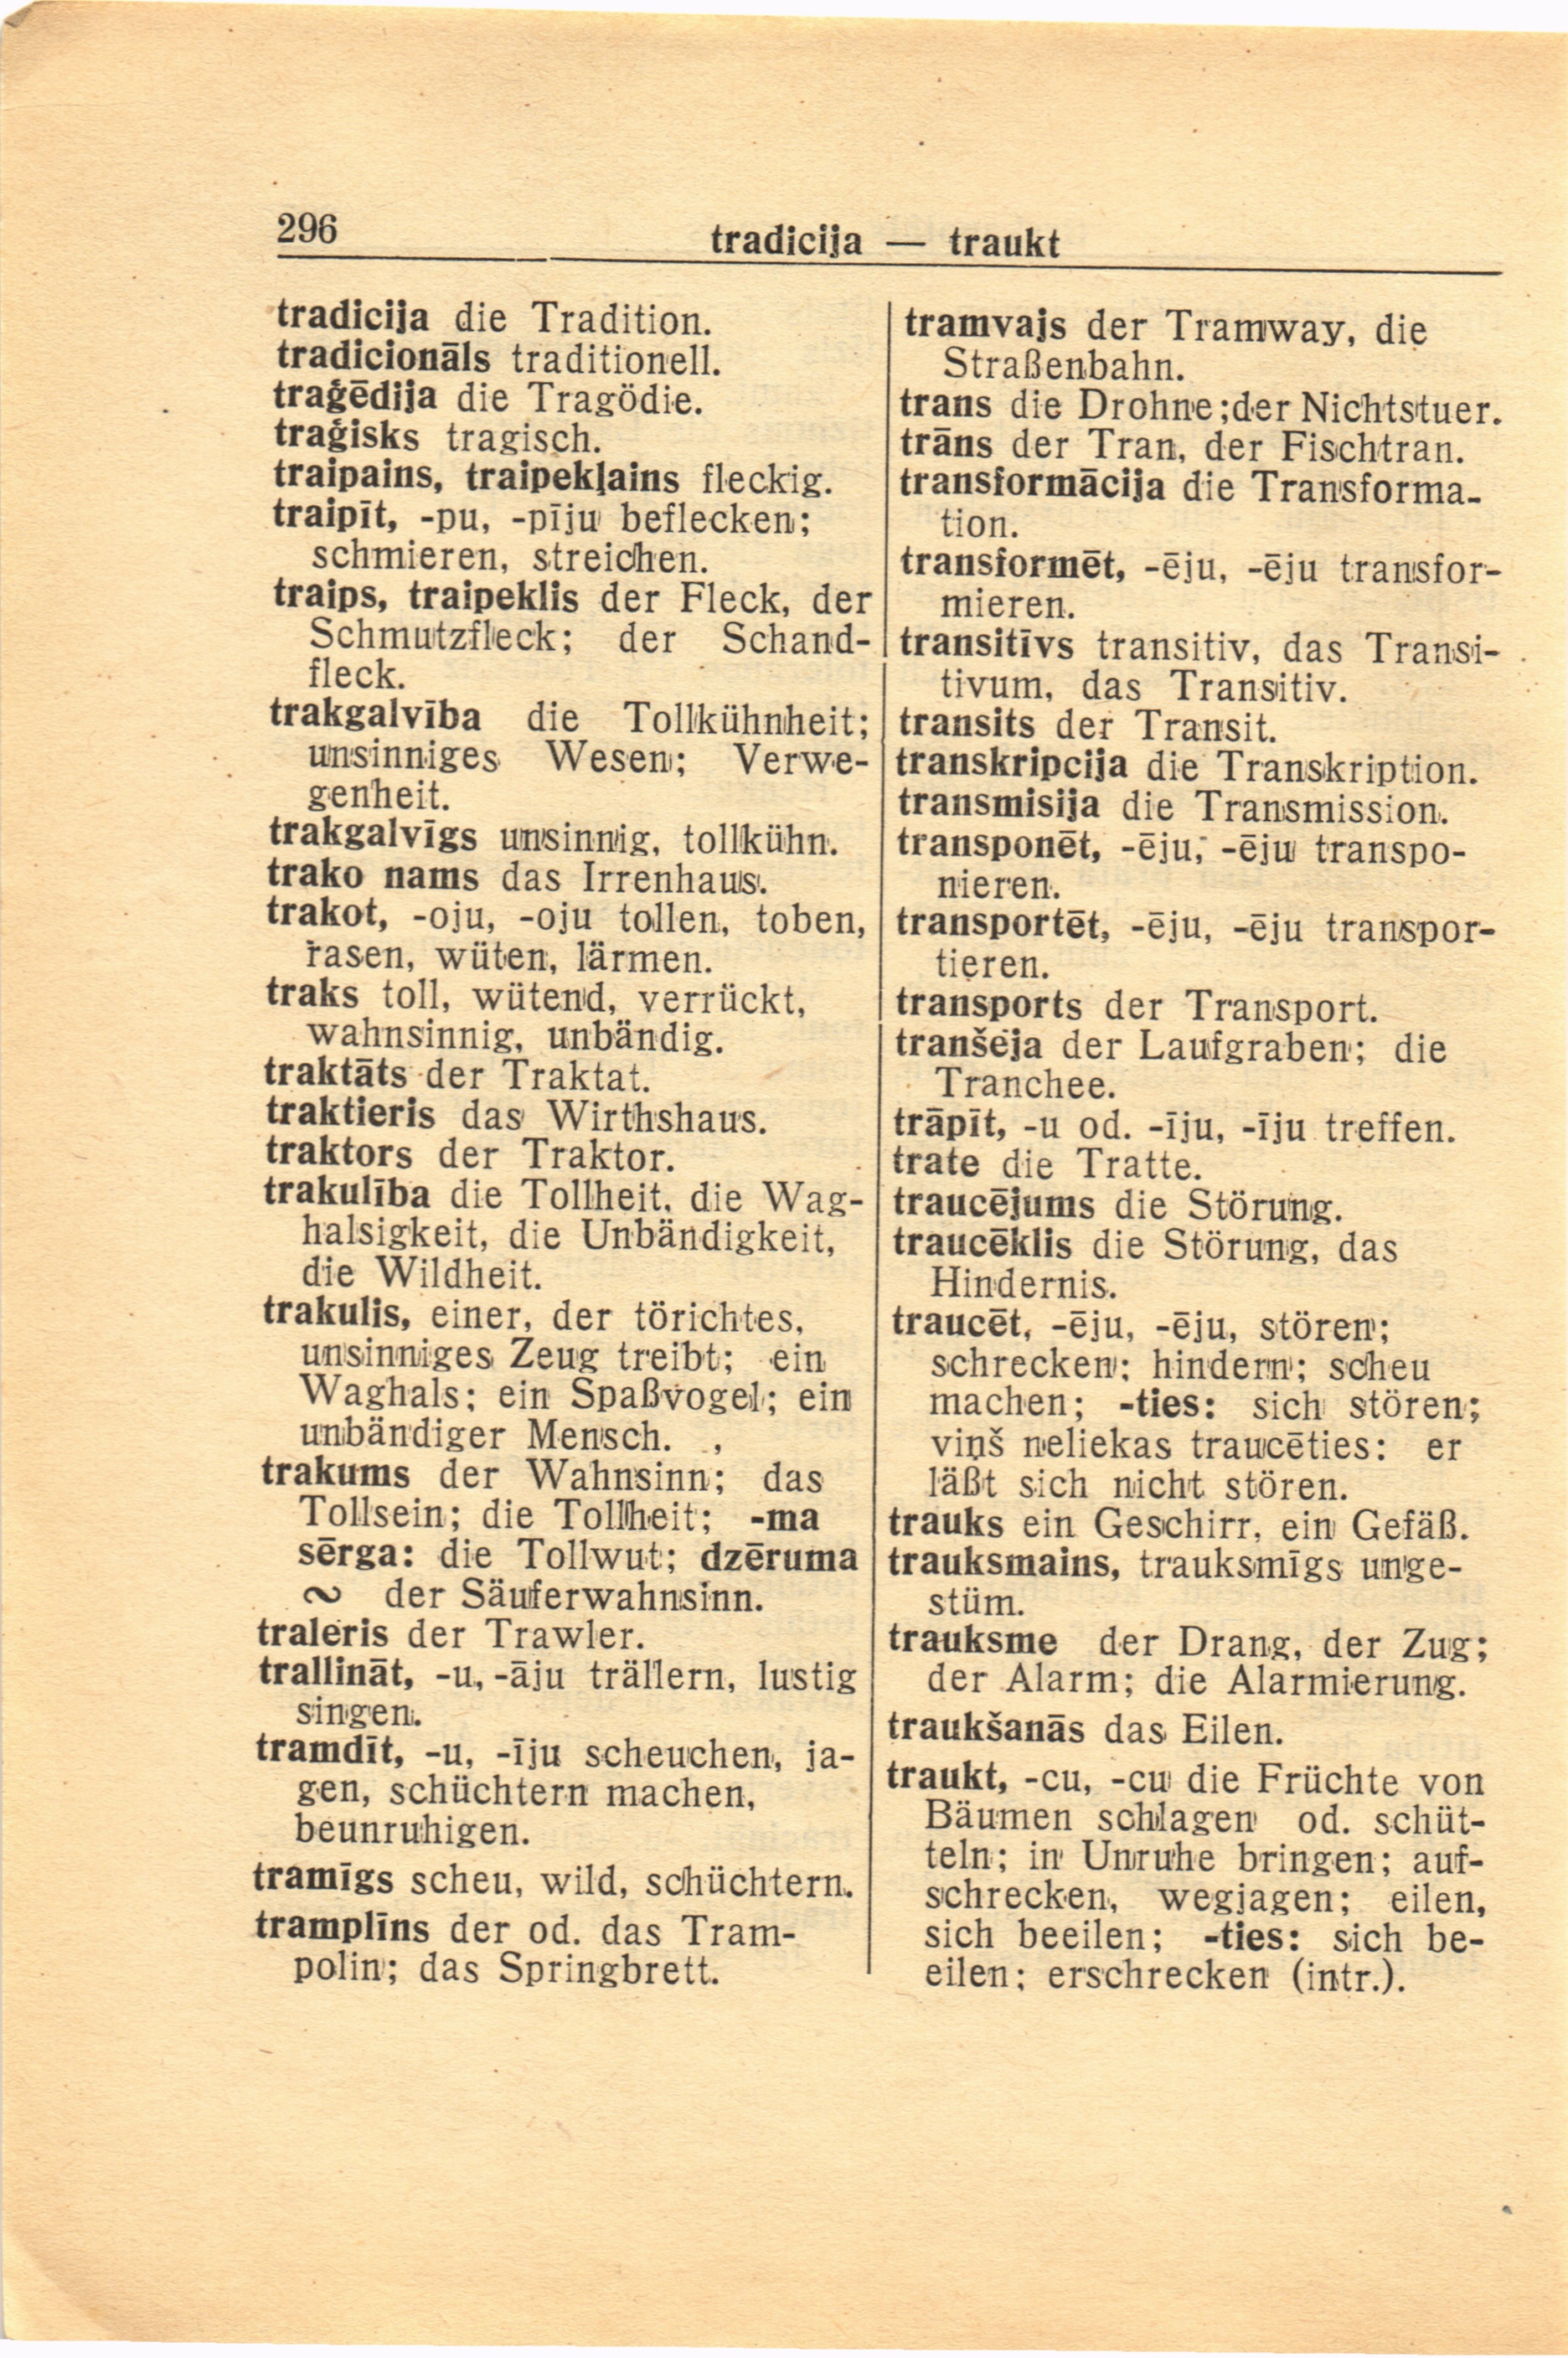 296
tradicija — traukt
tradicija die Tradition.
tradicionāls traditionell.
traģēdija die Tragödie.
traģisks tragisch.
traipains, traipekļains fleckig.
traipīt, -pu, -pīju beflecken;
schmieren, streichen.
traips, traipeklis der Fleck, der
Schmutzfleck; der Schand-
fleck.
trakgalvība die Tollkühnheit;
unsinniges Wesen; Verwe-
genheit.
trakgalvīgs unsinnig, tollkühn.
trako nams das Irrenhaus.
trakot, -oju, -oju tollen, toben,
rasen, wüten, lärmen.
traks toll, wütend, verrückt,
wahnsinnig, unbändig.
traktāts der Traktat.
traktieris das Wirthshaus.
traktors der Traktor.
trakulība die Tollheit, die Wag-
halsigkeit, die Unbändigkeit,
die Wildheit.
trakulis, einer, der törichtes,
unsinniges Zeug treibt; ein
Waghals; ein Spaßvogel; ein
unbändiger Mensch.
trakums der Wahnsinn; das
Tollsein; die Tollheit; -ma
sērga: die Tollwut; dzēruma
~ der Säuferwahnsinn.
traleris der Trawler.
trallināt, -u, -āju trällern, lustig
singen.
tramdīt, -u, -īju scheuchen, ja-
gen, schüchtern machen,
beunruhigen.
tramīgs scheu, wild, schüchtern.
tramplīns der od. das Tram-
polin; das Springbrett.
tramvajs der Tramway, die
Straßenbahn.
trans die Drohne;der Nichtstuer.
trāns der Tran, der Fischtran.
transformācija die Transforma-
tion.
transformēt, -ēju, -ēju transfor-
mieren.
transitīvs transitiv, das Transi-
tivum, das Transitiv.
transits der Transit.
transkripcija die Transkription.
transmisija die Transmission.
transponēt, -ēju, -ēju transpo-
nieren.
transportēt, -ēju, -ēju transpor-
tieren.
transports der Transport.
tranšeja der Laufgraben; die
Tranchee.
trāpīt, -u od. -īju, -īju treffen.
trate die Tratte.
traucējums die Störung.
traucēklis die Störung, das
Hindernis.
traucēt, -ēju, -ēju, stören;
schrecken; hindern; scheu
machen; -ties: sich stören;
viņš neliekas traucēties: er
läßt sich nicht stören.
trauks ein Geschirr, ein Gefäß.
trauksmains, trauksmīgs unge-
stüm.
trauksme der Drang, der Zug;
der Alarm; die Alarmierung.
traukšanās das Eilen.
traukt, -cu, -cu die Früchte von
Bäumen schlagen od. schüt-
teln; in Unruhe bringen; auf-
schrecken, wegjagen; eilen,
sich beeilen; -ties: sich be-
eilen; erschrecken (intr.).